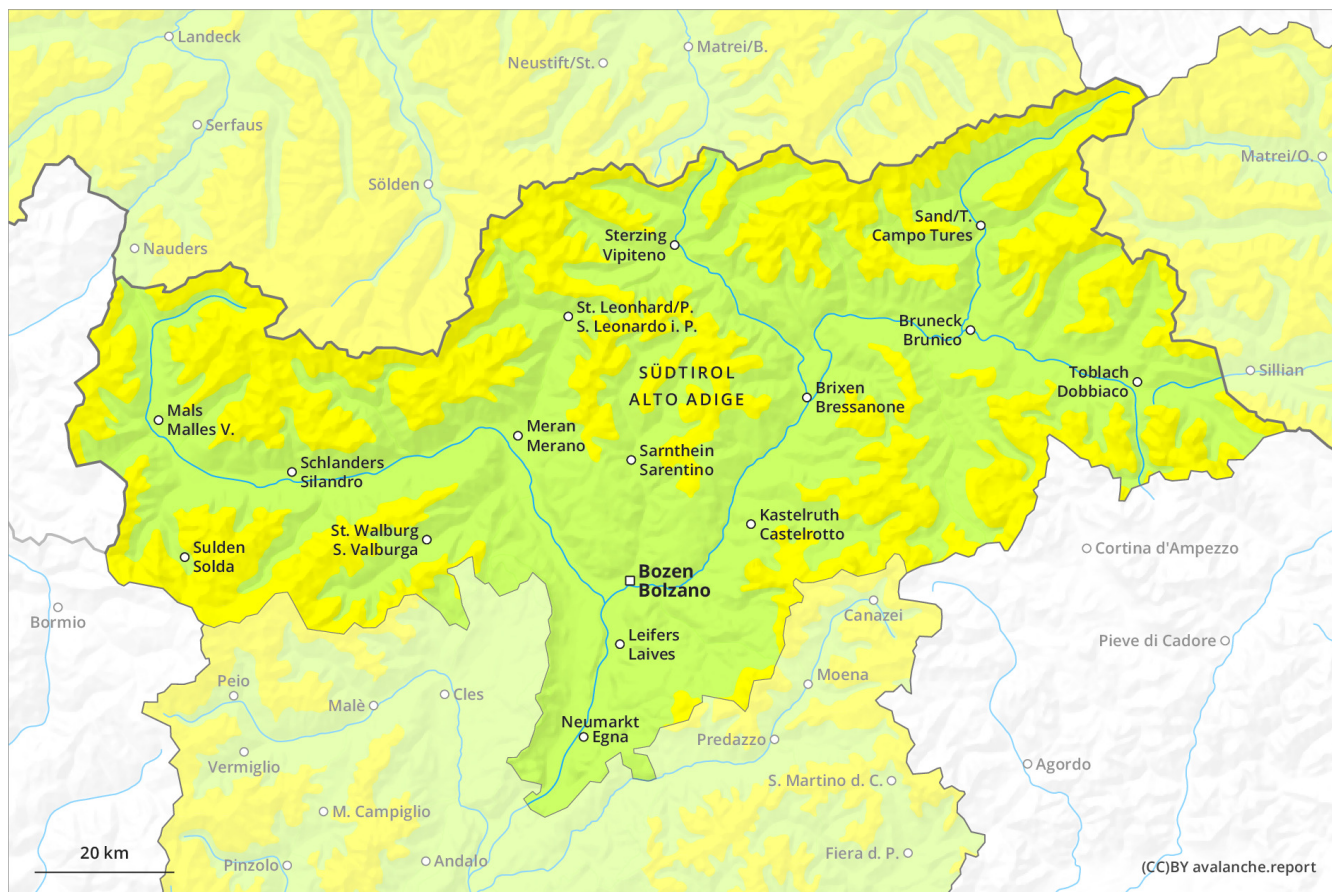 Landeck
Matrei/B.
Neustift/St.
Serfaus
Matrei/O.
Sölden
Nauders
Sand/T.
Campo Tures
Sterzing
Vipiteno
St. Leonhard/P.
S. Leonardo i. P.
Bruneck
Brunico
SÜDTIROL
ALTO ADIGE
Toblach
Dobbiaco
Sillian
Brixen
Bressanone
Mals
Malles V.
Meran
Merano
Sarnthein
Sarentino
Schlanders
Silandro
Kastelruth
Castelrotto
St. Walburg
S. Valburga
Sulden
Solda
Cortina d'Ampezzo
Bozen
Bolzano
Bormio
Canazei
Leifers
Laives
Pieve di Cadore
Peio
Moena
Malè
Cles
Neumarkt
Egna
Predazzo
Vermiglio
Agordo
S. Martino d. C.
M. Campiglio
20 km
Pinzolo
Andalo
Fiera d. P.
(CC)BY avalanche.report